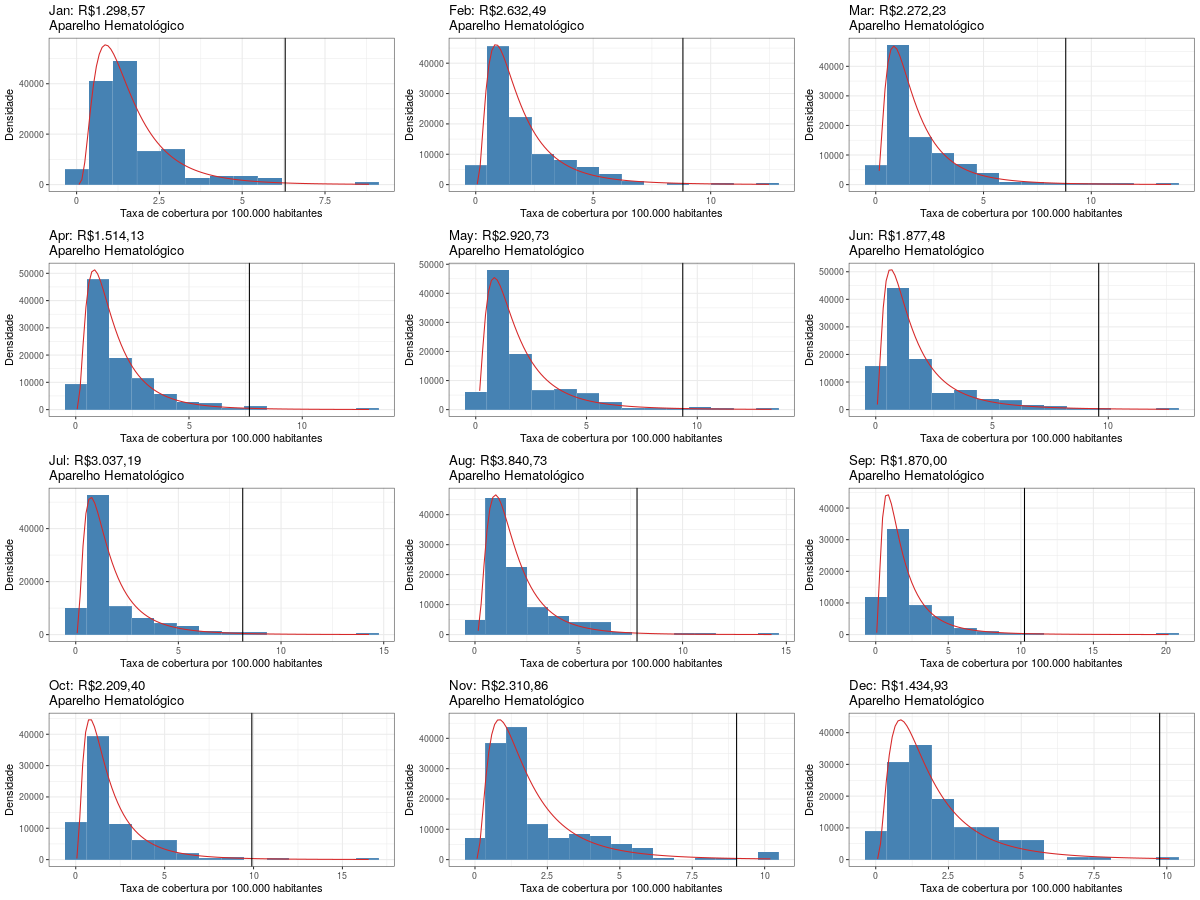 Jan: R$1.298,57
Aparelho Hematológico
Densidade
40000
20000
0
0
2.5
5
7.5
Taxa de cobertura por 100.000 habitantes
Feb: R$2.632,49
Aparelho Hematológico
Densidade
40000
30000
20000
10000
0
0
5
10
Taxa de cobertura por 100.000 habitantes
Mar: R$2.272,23
Aparelho Hematológico
Densidade
40000
30000
20000
10000
0
0
5
10
Taxa de cobertura por 100.000 habitantes
Apr: R$1.514,13
Aparelho Hematológico
Densidade
50000
40000
30000
20000
10000
0
0
5
10
Taxa de cobertura por 100.000 habitantes
May: R$2.920,73
Aparelho Hematológico
Densidade
50000
40000
30000
20000
10000
0
0
5
10
Taxa de cobertura por 100.000 habitantes
Jun: R$1.877,48
Aparelho Hematológico
Densidade
50000
40000
30000
20000
10000
0
0
5
10
Taxa de cobertura por 100.000 habitantes
Jul: R$3.037,19
Aparelho Hematológico
Densidade
40000
20000
0
0
5
10
15
Taxa de cobertura por 100.000 habitantes
Aug: R$3.840,73
Aparelho Hematológico
Densidade
40000
30000
20000
10000
0
0
5
10
15
Taxa de cobertura por 100.000 habitantes
Sep: R$1.870,00
Aparelho Hematológico
Densidade
40000
30000
20000
10000
0
0
5
10
15
20
Taxa de cobertura por 100.000 habitantes
Oct: R$2.209,40
Aparelho Hematológico
Densidade
40000
30000
20000
10000
0
0
5
10
15
Taxa de cobertura por 100.000 habitantes
Nov: R$2.310,86
Aparelho Hematológico
Densidade
40000
30000
20000
10000
0
0
2.5
5
7.5
10
Taxa de cobertura por 100.000 habitantes
Dec: R$1.434,93
Aparelho Hematológico
Densidade
40000
30000
20000
10000
0
0
2.5
5
7.5
10
Taxa de cobertura por 100.000 habitantes